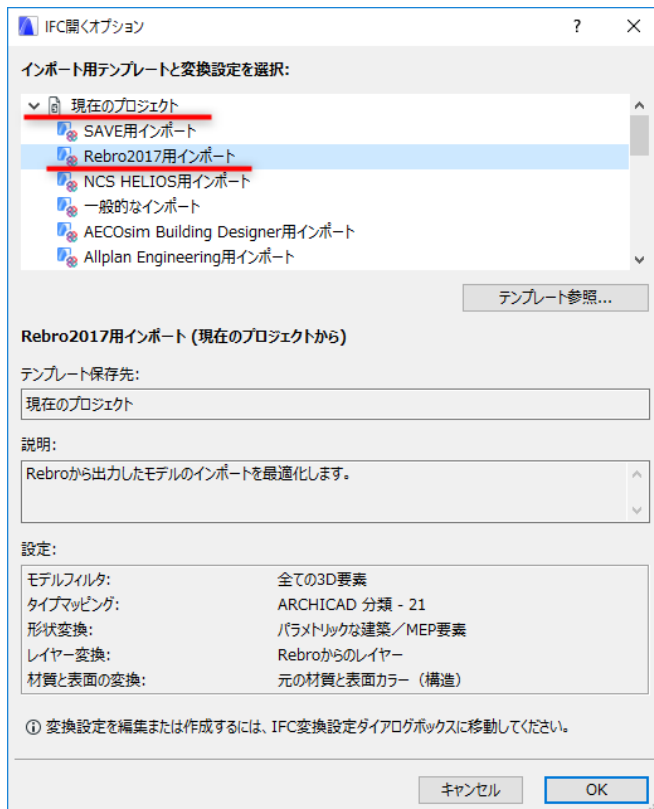 IFC開くオプション
インポート用テンプレートと変換設定を選択:
現在のプロジェクト
SAVE用インポート
Rebro2017用インポート
NCS HELIOS用インポート
一般的なインポート
AECOsim Building Designer用インポート
Allplan Engineering用インポート
テンプレート参照...
Rebro2017用インポート (現在のプロジェクトから)
テンプレート保存先:
現在のプロジェクト
説明:
Rebroから出力したモデルのインポートを最適化します。
設定:
モデルフィルタ: 全ての3D要素
タイプマッピング: ARCHICAD 分類 - 21
形状変換: パラメトリックな建築／MEP要素
レイヤー変換: Rebroからのレイヤー
材質と表面の変換: 元の材質と表面カラー（構造）
変換設定を編集または作成するには、IFC変換設定ダイアログボックスに移動してください。
キャンセル OK